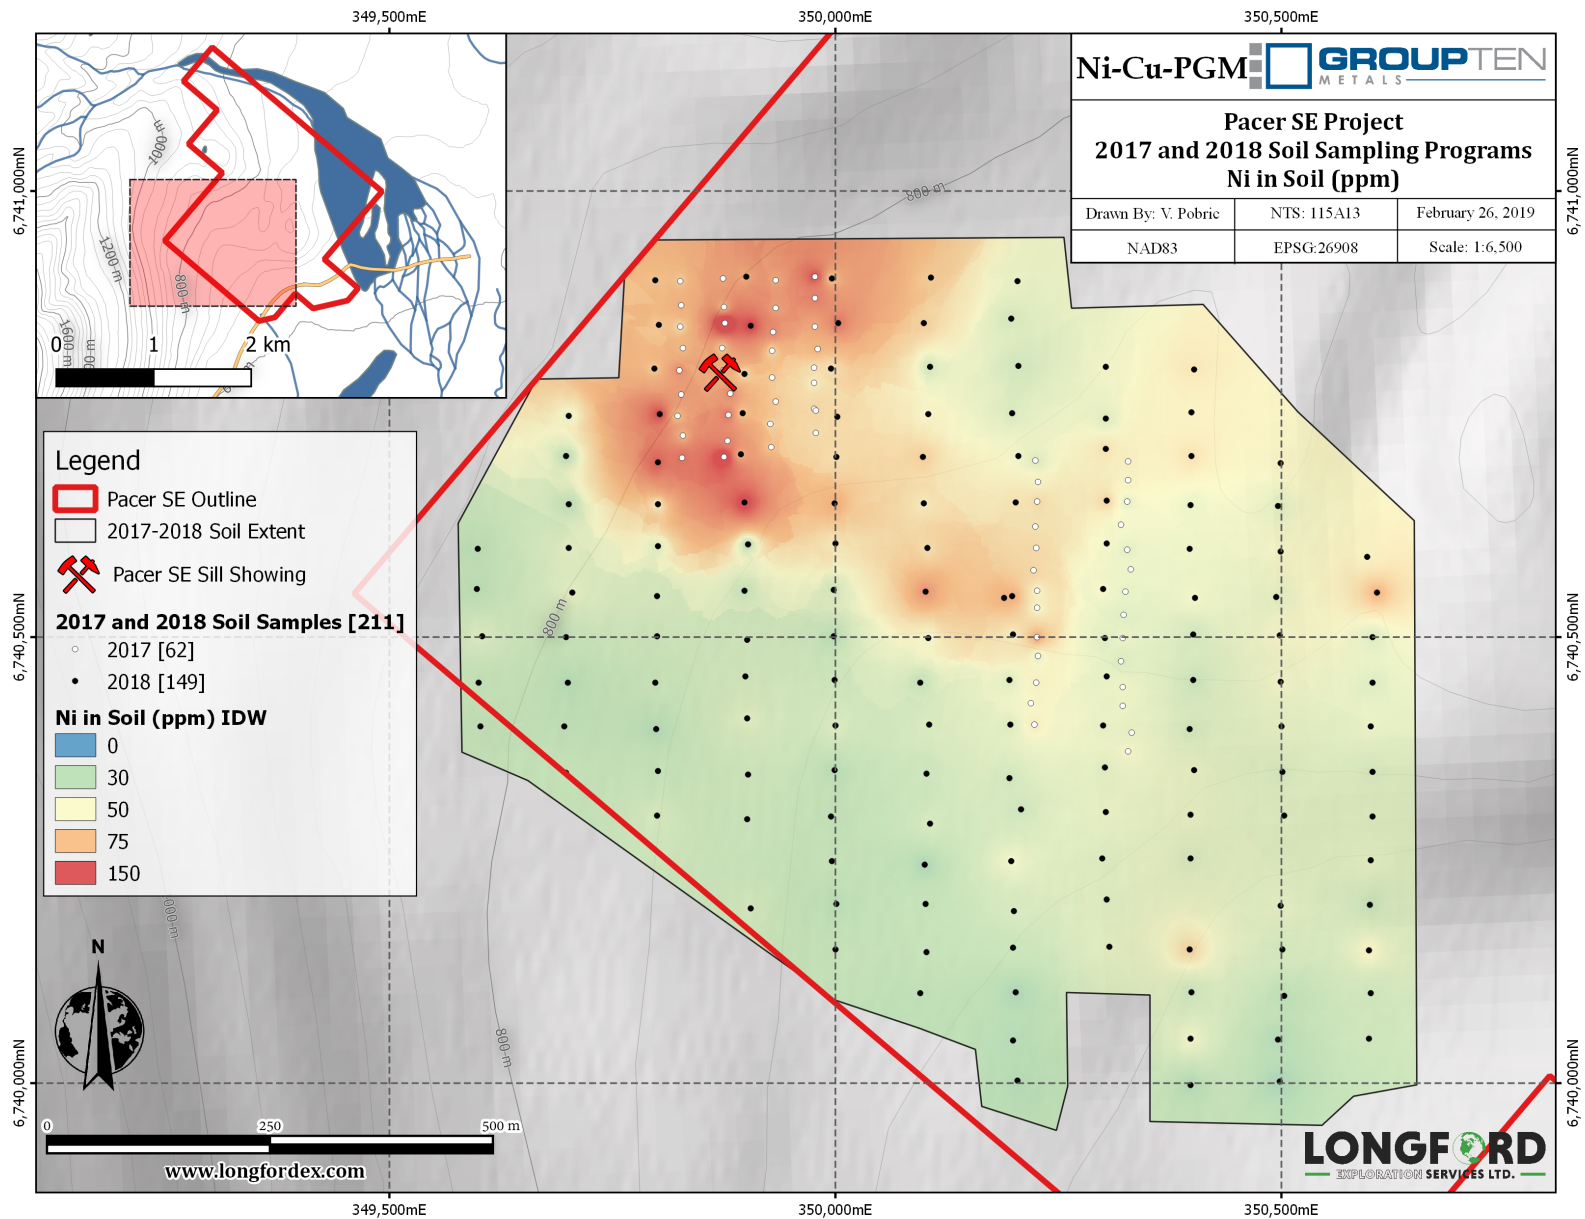 349,500mE
350,000mE
350,500mE
Ni-Cu-PGM
GROUPTEN
METALS
Pacer SE Project
2017 and 2018 Soil Sampling Programs
Ni in Soil (ppm)
Drawn By: V. Pobric
NTS: 115A13
February 26, 2019
NAD83
EPSG:26908
Scale: 1:6,500
6,741,000mN
6,741,000mN
1000 m
1200 m
800 m
1600 m
0
1
2 km
800 m
Legend
Pacer SE Outline
2017-2018 Soil Extent
Pacer SE Sill Showing
2017 and 2018 Soil Samples [211]
2017 [62]
2018 [149]
Ni in Soil (ppm) IDW
0
30
50
75
150
800 m
6,740,500mN
6,740,500mN
800 m
N
6,740,000mN
6,740,000mN
0
250
500 m
www.longfordex.com
LONGFORD
EXPLORATION SERVICES LTD.
349,500mE
350,000mE
350,500mE